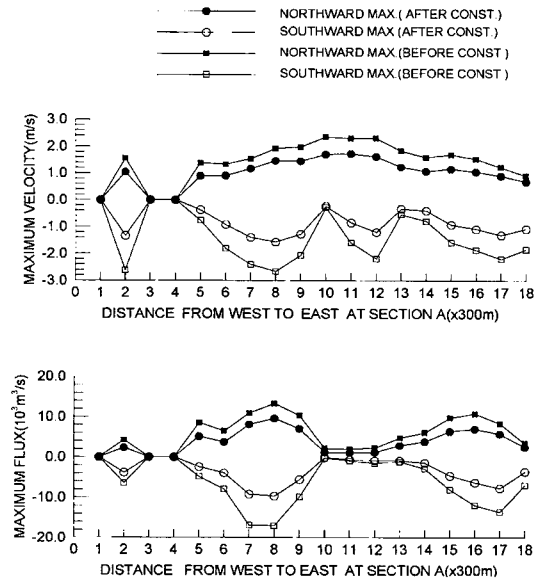 NORTHWARD MAX.( AFTER CONST.)
SOUTHWARD MAX.(AFTER CONST.)
NORTHWARD MAX.(BEFORE CONST )
SOUTHWARD MAX.(BEFORE CONST )
MAXIMUM VELOCITY(m/s)
3.0
2.0
1.0
0.0
-1.0
-2.0
-3.0
0 1 2 3 4 5 6 7 8 9 10 11 12 13 14 15 16 17 18
DISTANCE FROM WEST TO EAST AT SECTION A(x300m)
MAXIMUM FLUX(10³m³/s)
20.0
10.0
0.0
-10.0
-20.0
0 1 2 3 4 5 6 7 8 9 10 11 12 13 14 15 16 17 18
DISTANCE FROM WEST TO EAST AT SECTION A(x300m)